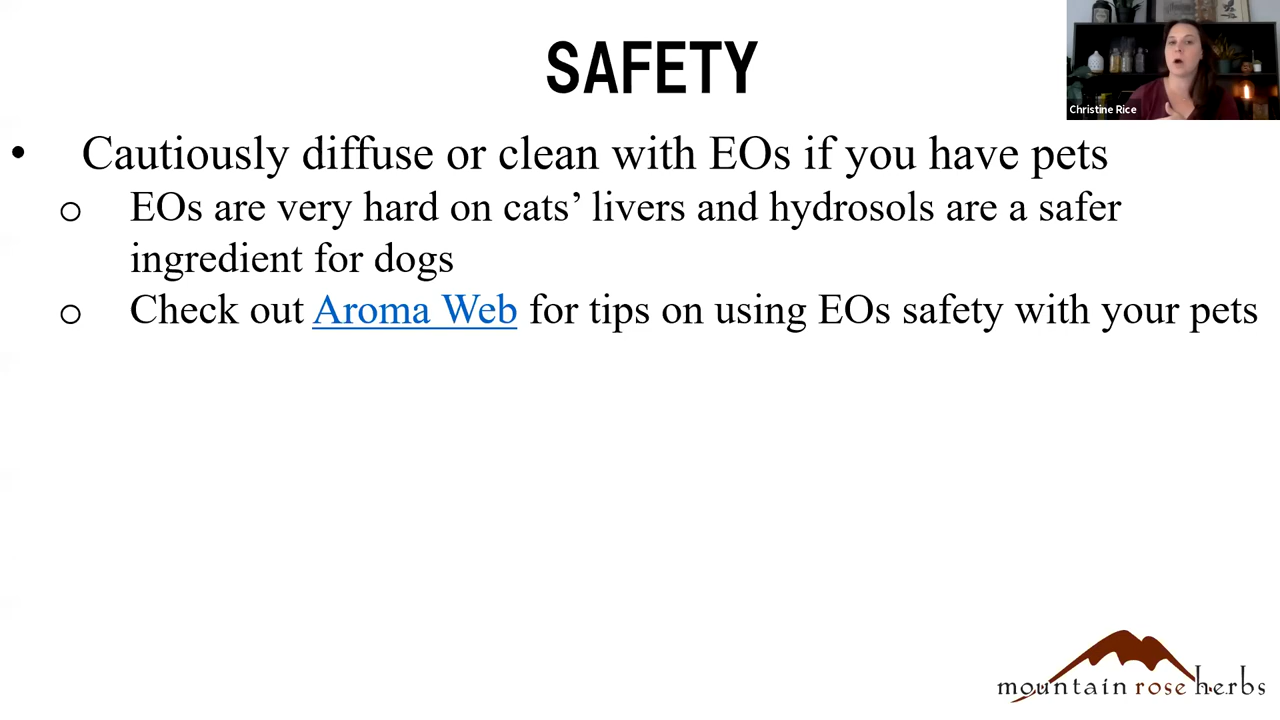 SAFETY
Christine Rice
• Cautiously diffuse or clean with EOs if you have pets
o EOs are very hard on cats’ livers and hydrosols are a safer
ingredient for dogs
o Check out Aroma Web for tips on using EOs safety with your pets
mountain rose herbs